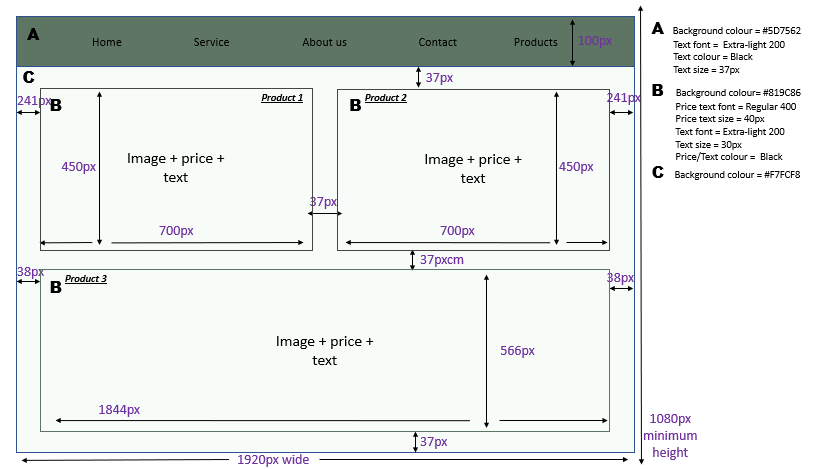 A
Home
Service
About us
Contact
Products
100px
C
37px
241px
B
Product 1
450px
Image + price +
text
700px
37px
B
Product 2
241px
Image + price +
text
450px
700px
37pxcm
38px
B
Product 3
38px
Image + price +
text
566px
1844px
37px
1920px wide
1080px
minimum
height
A
Background colour = #5D7562
Text font = Extra-light 200
Text colour = Black
Text size = 37px
B
Background colour= #819C86
Price text font = Regular 400
Price text size = 40px
Text font = Extra-light 200
Text size = 30px
Price/Text colour = Black
C
Background colour = #F7FCF8